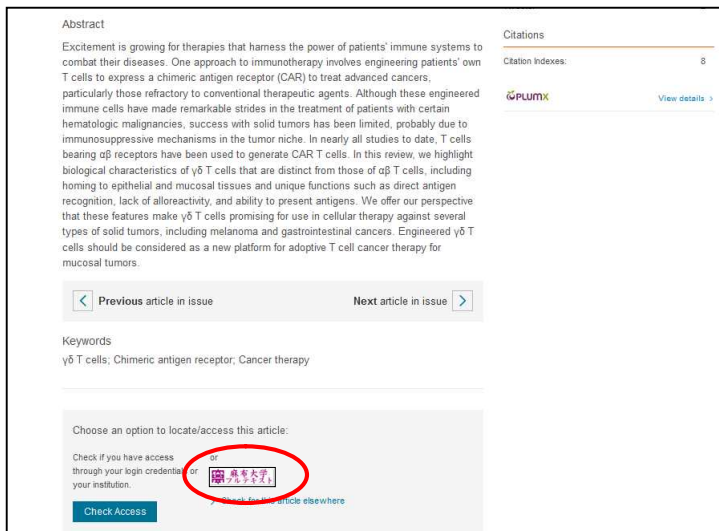 Abstract
Excitement is growing for therapies that harness the power of patients' immune systems to
combat their diseases. One approach to immunotherapy involves engineering patients' own
T cells to express a chimeric antigen receptor (CAR) to treat advanced cancers,
particularly those refractory to conventional therapeutic agents. Although these engineered
immune cells have made remarkable strides in the treatment of patients with certain
hematologic malignancies, success with solid tumors has been limited, probably due to
immunosuppressive mechanisms in the tumor niche. In nearly all studies to date, T cells
bearing αβ receptors have been used to generate CAR T cells. In this review, we highlight
biological characteristics of γδ T cells that are distinct from those of αβ T cells, including
homing to epithelial and mucosal tissues and unique functions such as direct antigen
recognition, lack of alloreactivity, and ability to present antigens. We offer our perspective
that these features make γδ T cells promising for use in cellular therapy against several
types of solid tumors, including melanoma and gastrointestinal cancers. Engineered γδ T
cells should be considered as a new platform for adoptive T cell cancer therapy for
mucosal tumors.
Previous article in issue
Next article in issue
Keywords
γδ T cells; Chimeric antigen receptor; Cancer therapy
Choose an option to locate/access this article:
Check if you have access
through your login credentials or
your institution.
Check Access
or
麻布大学
フルテキスト
Check for this article elsewhere
Citations
Citation Indexes: 8
PLUMX
View details >